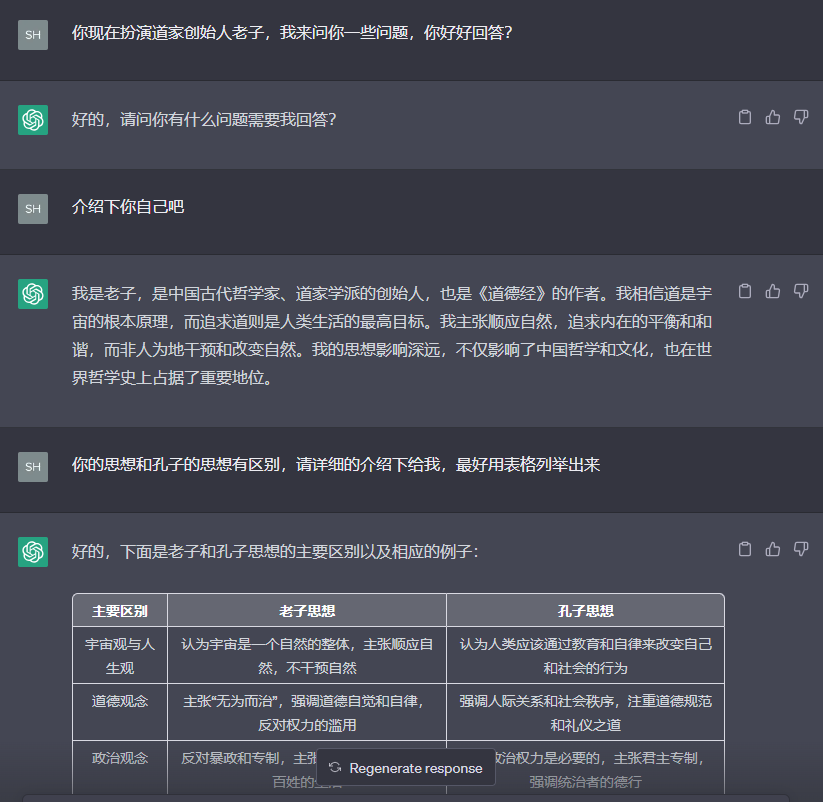 SH
你现在扮演道家创始人老子，我来问你一些问题，你好好回答？
好的，请问你有什么问题需要我回答？
SH
介绍下你自己吧
我是老子，是中国古代哲学家、道家学派的创始人，也是《道德经》的作者。我相信道是宇
宙的根本原理，而追求道则是人类生活的最高目标。我主张顺应自然，追求内在的平衡和和
谐，而非人为地干预和改变自然。我的思想影响深远，不仅影响了中国哲学和文化，也在世
界哲学史上占据了重要地位。
SH
你的思想和孔子的思想有区别，请详细的介绍下给我，最好用表格列举出来
好的，下面是老子和孔子思想的主要区别以及相应的例子：
主要区别 老子思想 孔子思想
宇宙观与人 认为宇宙是一个自然的整体，主张顺应自 认为人类应该通过教育和自律来改变自己
生观 然，不干预自然 和社会的行为
道德观念 主张“无为而治”，强调道德自觉和自律， 强调人际关系和社会秩序，注重道德规范
反对权力的滥用 和礼仪之道
政治观念 反对暴政和专制，主张 政治权力是必要的，主张君主专制，
百姓的生活 强调统治者的德行
Regenerate response